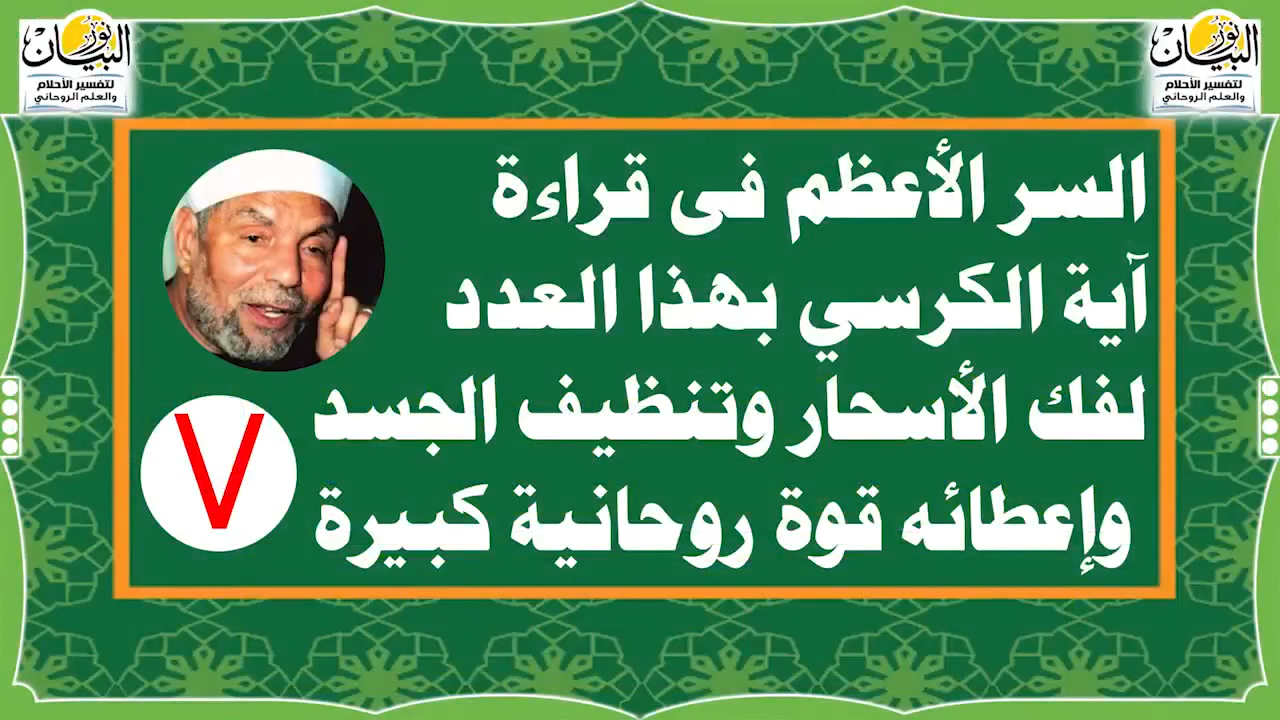 نور البيان
لتفسير الأحلام
والعلم الروحاني
نور البيان
لتفسير الأحلام
والعلم الروحاني
السر الأعظم فى قراءة
آية الكرسي بهذا العدد
لفك الأسحار وتنظيف الجسد
وإعطائه قوة روحانية كبيرة
٧